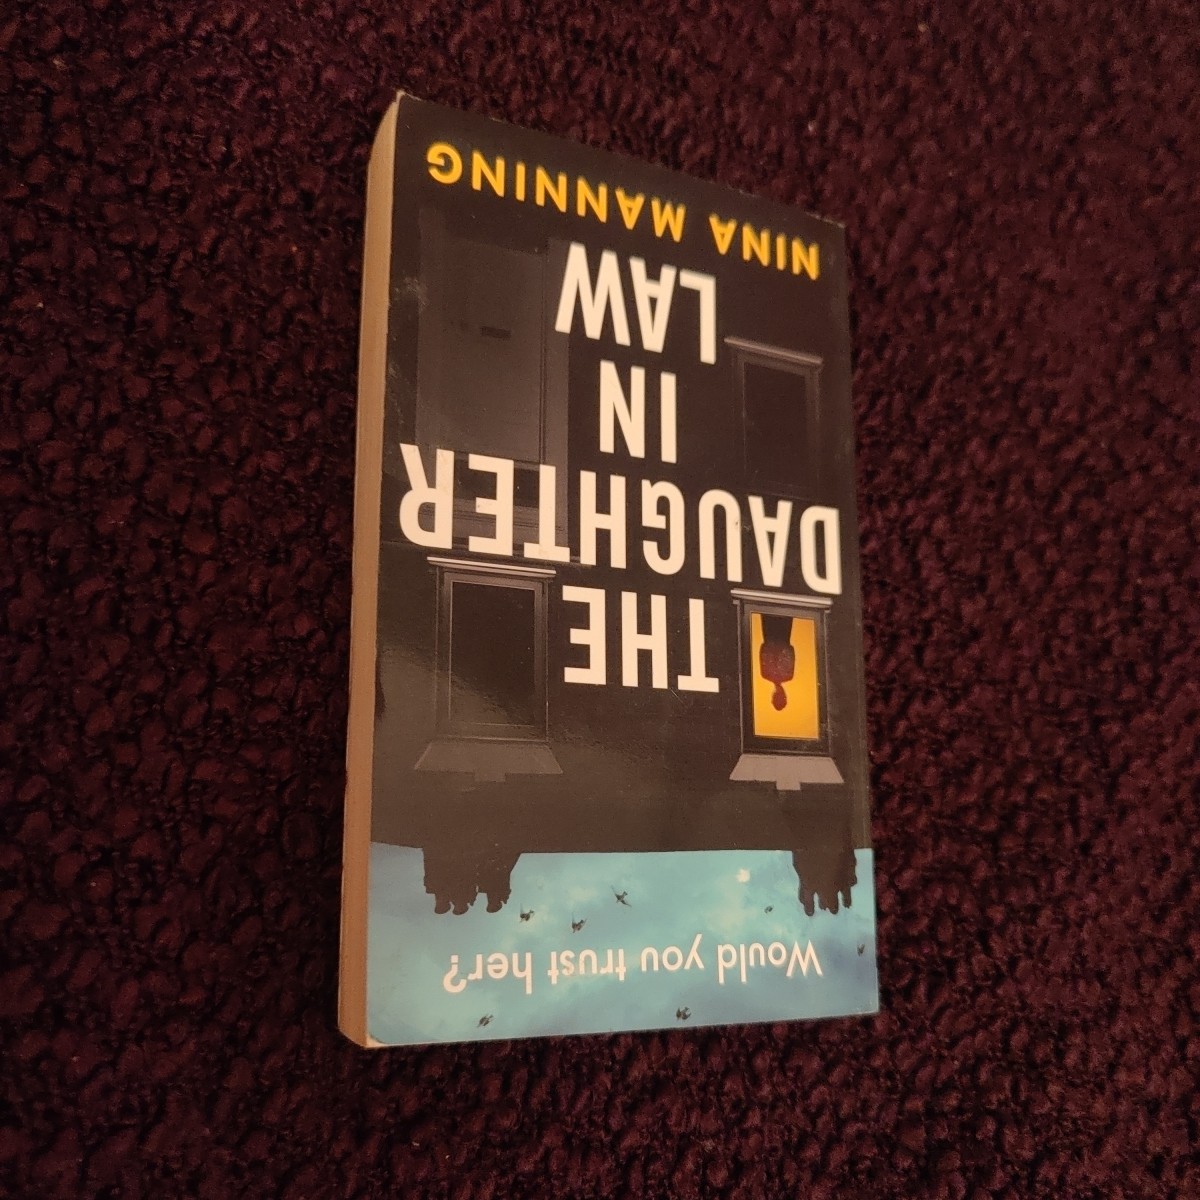 Would you trust her?
THE
DAUGHTER
IN
LAW
NINA MANNING